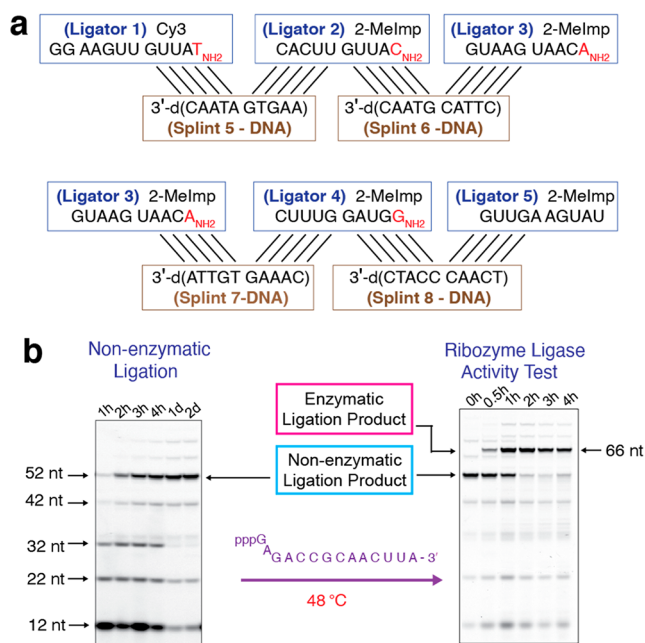 a
(Ligator 1) Cy3
GG AAGUU GUUATNH2
(Ligator 2) 2-MeImp
CACUU GUUACNH2
(Ligator 3) 2-MeImp
GUAAG UAACANH2
3'-d(CAATA GTGAA)
(Splint 5 - DNA)
3'-d(CAATG CATTC)
(Splint 6 -DNA)
(Ligator 3) 2-MeImp
GUAAG UAACANH2
(Ligator 4) 2-MeImp
CUUUG GAUGGNH2
(Ligator 5) 2-MeImp
GUUGA AGUAU
3'-d(ATTGT GAAAC)
(Splint 7-DNA)
3'-d(CTACC CAACT)
(Splint 8 - DNA)
b
Non-enzymatic
Ligation
1h 2h 3h 4h 1d 2d
52 nt
42 nt
32 nt
22 nt
12 nt
Enzymatic
Ligation Product
Non-enzymatic
Ligation Product
pppGAGACCGCAACUUA-3'
48 °C
Ribozyme Ligase
Activity Test
0h 0.5h 1h 2h 3h 4h
66 nt